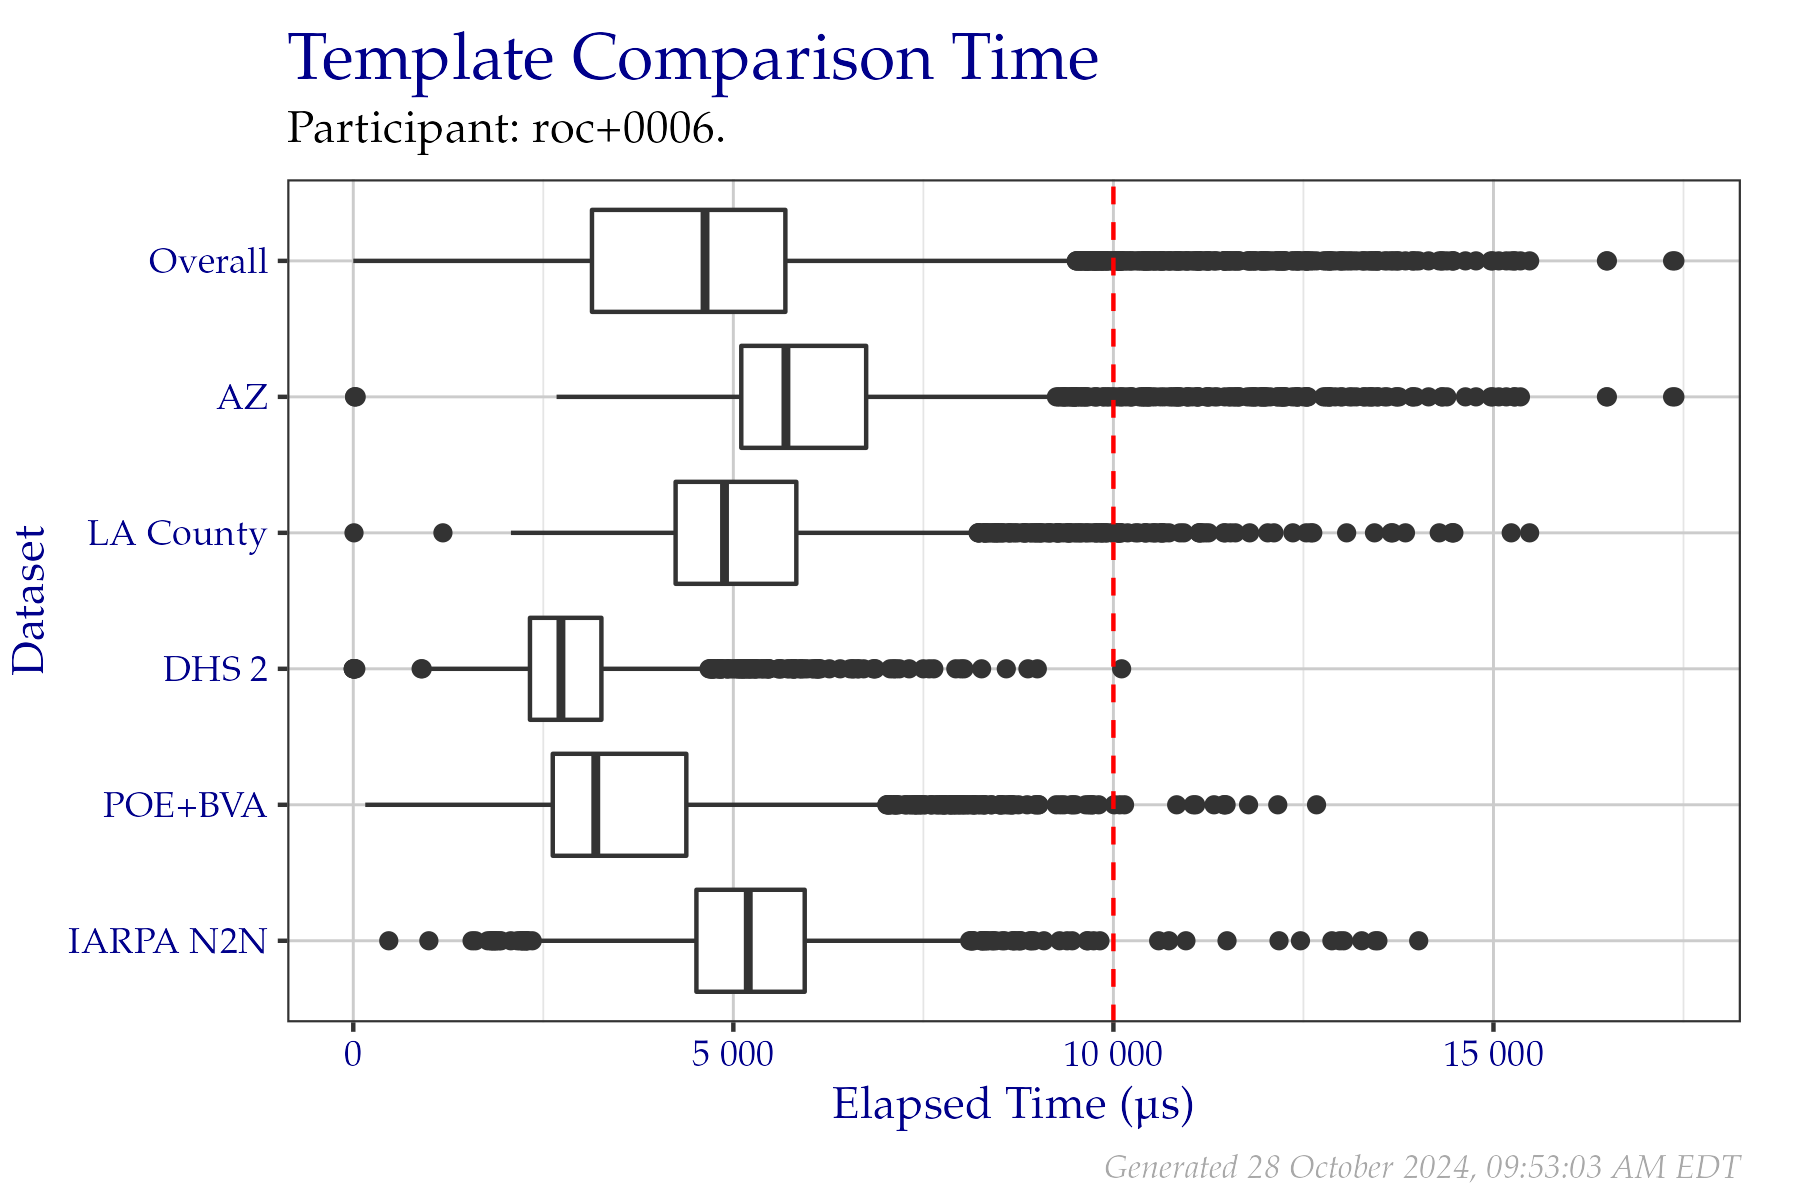 Template Comparison Time
Participant: roc+0006.
Dataset
Overall
AZ
LA County
DHS 2
POE+BVA
IARPA N2N
0 5 000 10 000 15 000
Elapsed Time (µs)
Generated 28 October 2024, 09:53:03 AM EDT